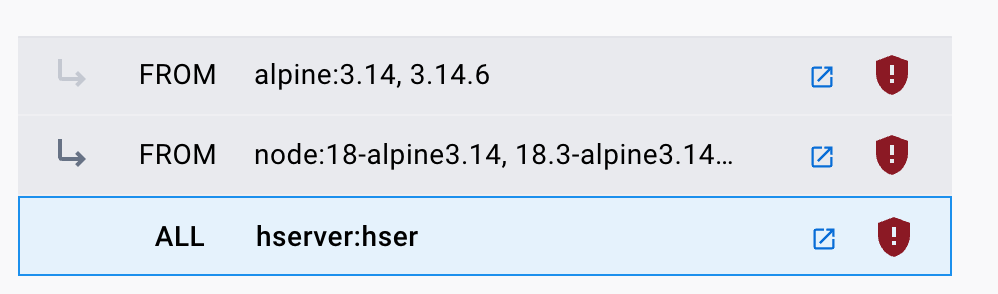 FROM alpine:3.14, 3.14.6
FROM node:18-alpine3.14, 18.3-alpine3.14...
ALL hserver:hser